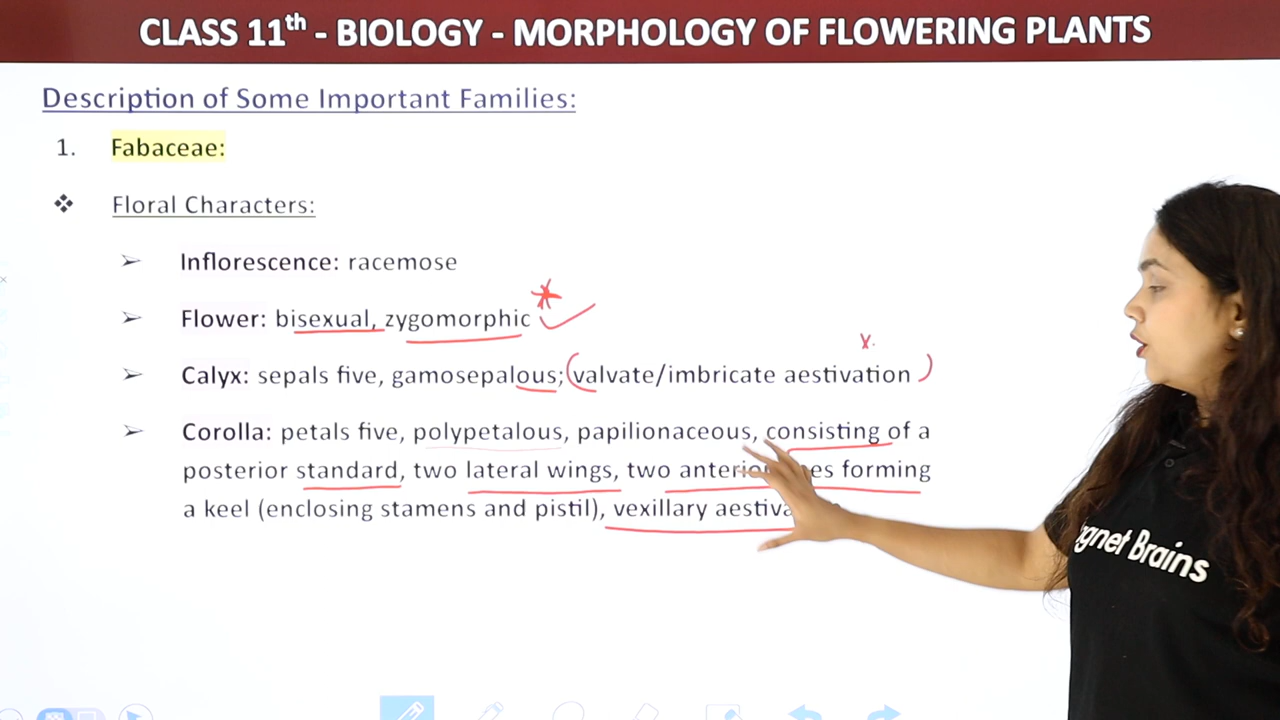 CLASS 11th - BIOLOGY - MORPHOLOGY OF FLOWERING PLANTS
Description of Some Important Families:
1. Fabaceae:
❖ Floral Characters:
➢ Inflorescence: racemose
➢ Flower: bisexual, zygomorphic
➢ Calyx: sepals five, gamosepalous; (valvate/imbricate aestivation)
➢ Corolla: petals five, polypetalous, papilionaceous, consisting of a
posterior standard, two lateral wings, two forming
a keel (enclosing stamens and pistil), vexillary
Brains